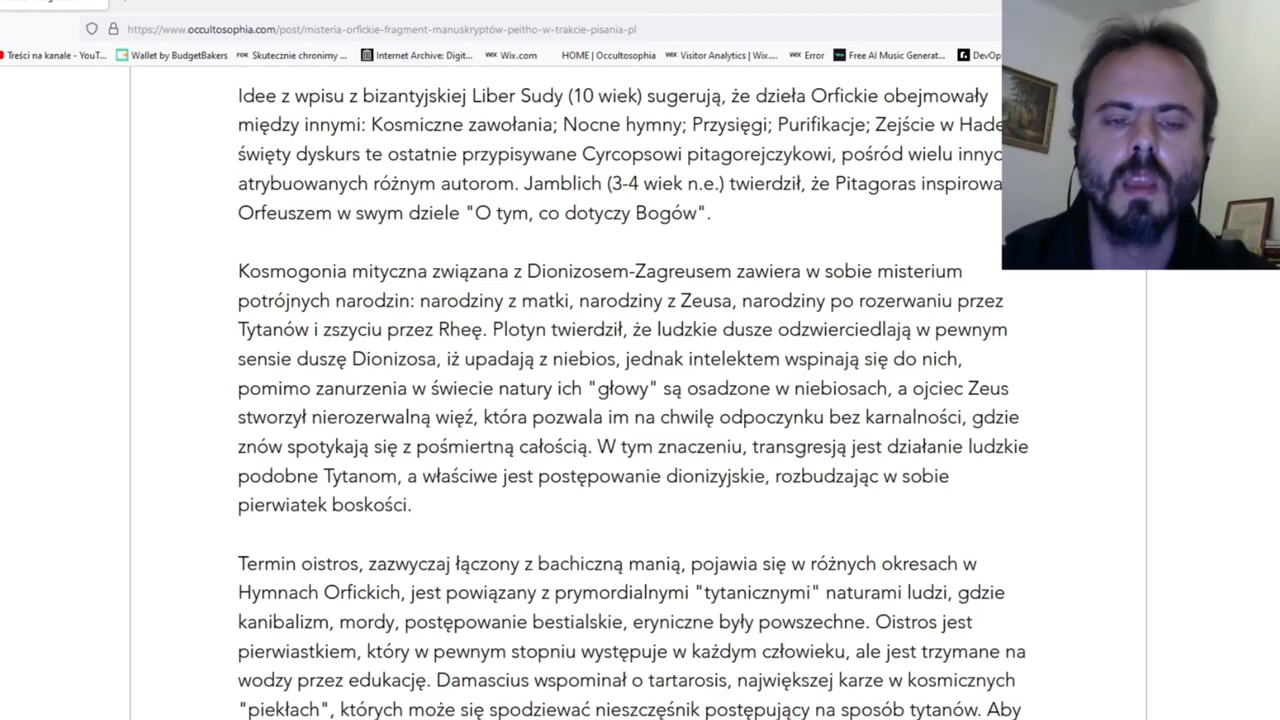 https://www.occultosophia.com/post/misteria-orfickie-fragment-manuskryptów-peitho-w-trakcie-pisania-pl
Treści na kanale - YouT... Wallet by BudgetBakers FOR Skutecznie chronimy ... Internet Archive: Digit... WIX Wix.com HOME | Occultosophia WIX Visitor Analytics | Wix.... WIX Error Free AI Music Generat... DevOp
Idee z wpisu z bizantyjskiej Liber Sudy (10 wiek) sugerują, że dzieła Orfickie obejmowały
między innymi: Kosmiczne zawołania; Nocne hymny; Przysięgi; Purifikacje; Zejście w Hade
święty dyskurs te ostatnie przypisywane Cyrcopsowi pitagorejczykowi, pośród wielu innyc
atrybuowanych różnym autorom. Jamblich (3-4 wiek n.e.) twierdził, że Pitagoras inspirowa
Orfeuszem w swym dziele "O tym, co dotyczy Bogów".
Kosmogonia mityczna związana z Dionizosem-Zagreusem zawiera w sobie misterium
potrójnych narodzin: narodziny z matki, narodziny z Zeusa, narodziny po rozerwaniu przez
Tytanów i zszyciu przez Rheę. Plotyn twierdził, że ludzkie dusze odzwierciedlają w pewnym
sensie duszę Dionizosa, iż upadają z niebios, jednak intelektem wspinają się do nich,
pomimo zanurzenia w świecie natury ich "głowy" są osadzone w niebiosach, a ojciec Zeus
stworzył nierozerwalną więź, która pozwala im na chwilę odpoczynku bez karnalności, gdzie
znów spotykają się z pośmiertną całością. W tym znaczeniu, transgresją jest działanie ludzkie
podobne Tytanom, a właściwe jest postępowanie dionizyjskie, rozbudzając w sobie
pierwiatek boskości.
Termin oistros, zazwyczaj łączony z bachiczną manią, pojawia się w różnych okresach w
Hymnach Orfickich, jest powiązany z prymordialnymi "tytanicznymi" naturami ludzi, gdzie
kanibalizm, mordy, postępowanie bestialskie, eryniczne były powszechne. Oistros jest
pierwiastkiem, który w pewnym stopniu występuje w każdym człowieku, ale jest trzymane na
wodzy przez edukację. Damascius wspominał o tartarosis, największej karze w kosmicznych
"piekłach", których może się spodziewać nieszczęśnik postępujący na sposób tytanów. Aby